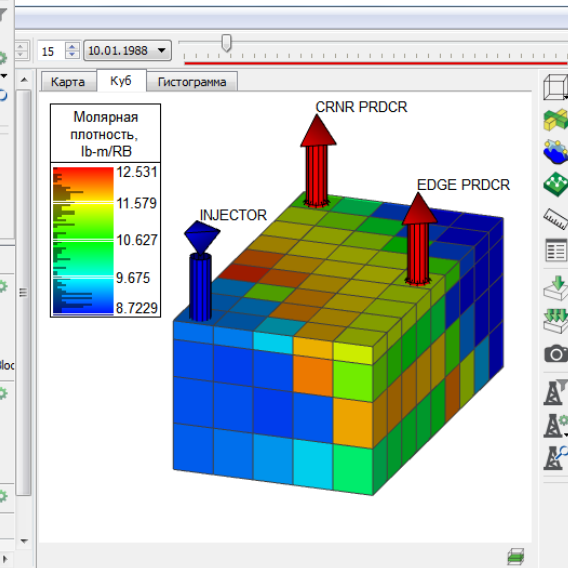 15
10.01.1988
Карта
Куб
Гистограмма
Молярная
плотность,
lb-m/RB
12.531
11.579
10.627
9.675
8.7229
CRNR PRDCR
EDGE PRDCR
INJECTOR